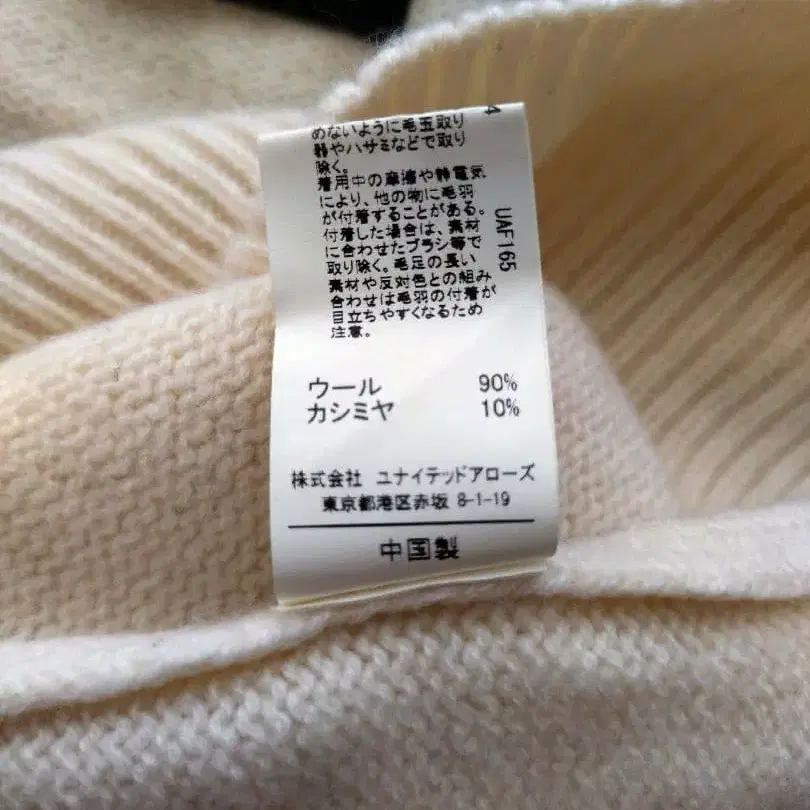 めないように毛玉取り
器やハサミなどで取り
除く。
着用中の摩擦や静電気
により、他の物に毛羽
が付着することがある。
付着した場合は、素材
に合わせたブラシ等で
取り除く。毛足の長い
素材や反対色との組み
合わせは毛羽の付着が
目立ちやすくなるため
注意。
4
UAF165
ウール 90%
カシミヤ 10%
株式会社 ユナイテッドアローズ
東京都港区赤坂 8-1-19
中国製